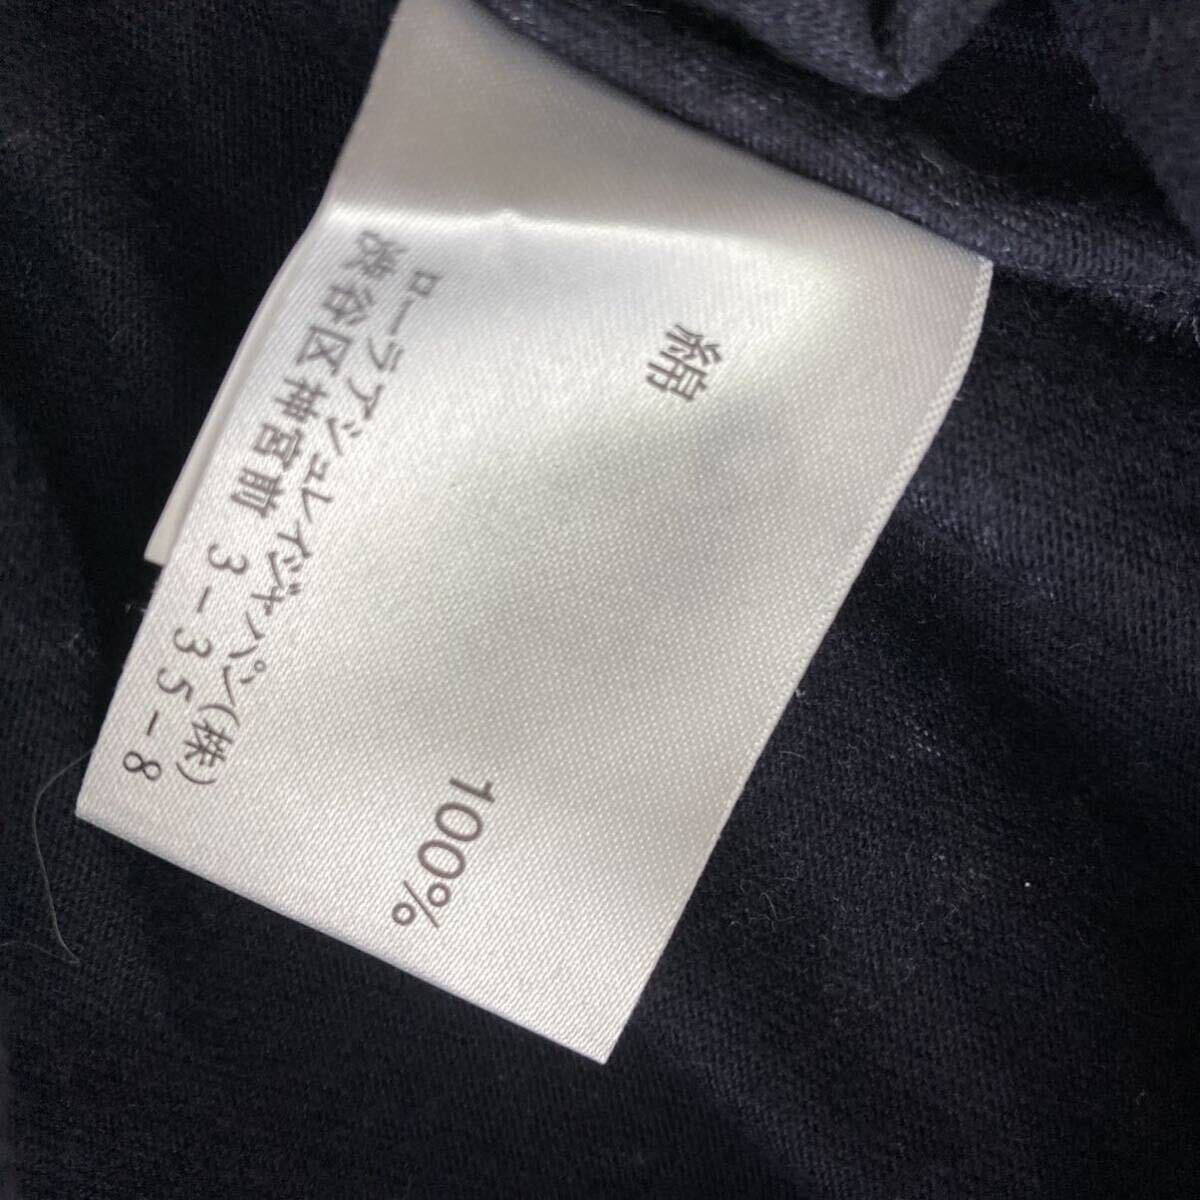 綿 100%
ローラアシュレイジャパン(株)
渋谷区神宮前 3-35-8